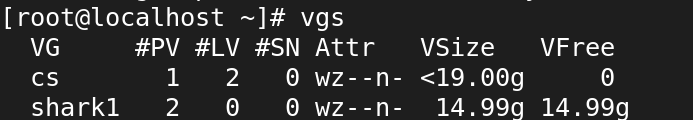 [root@localhost ~]# vgs
  VG     #PV #LV #SN Attr   VSize   VFree
  cs       1   2   0 wz--n- <19.00g     0
  shark1   2   0   0 wz--n-  14.99g 14.99g